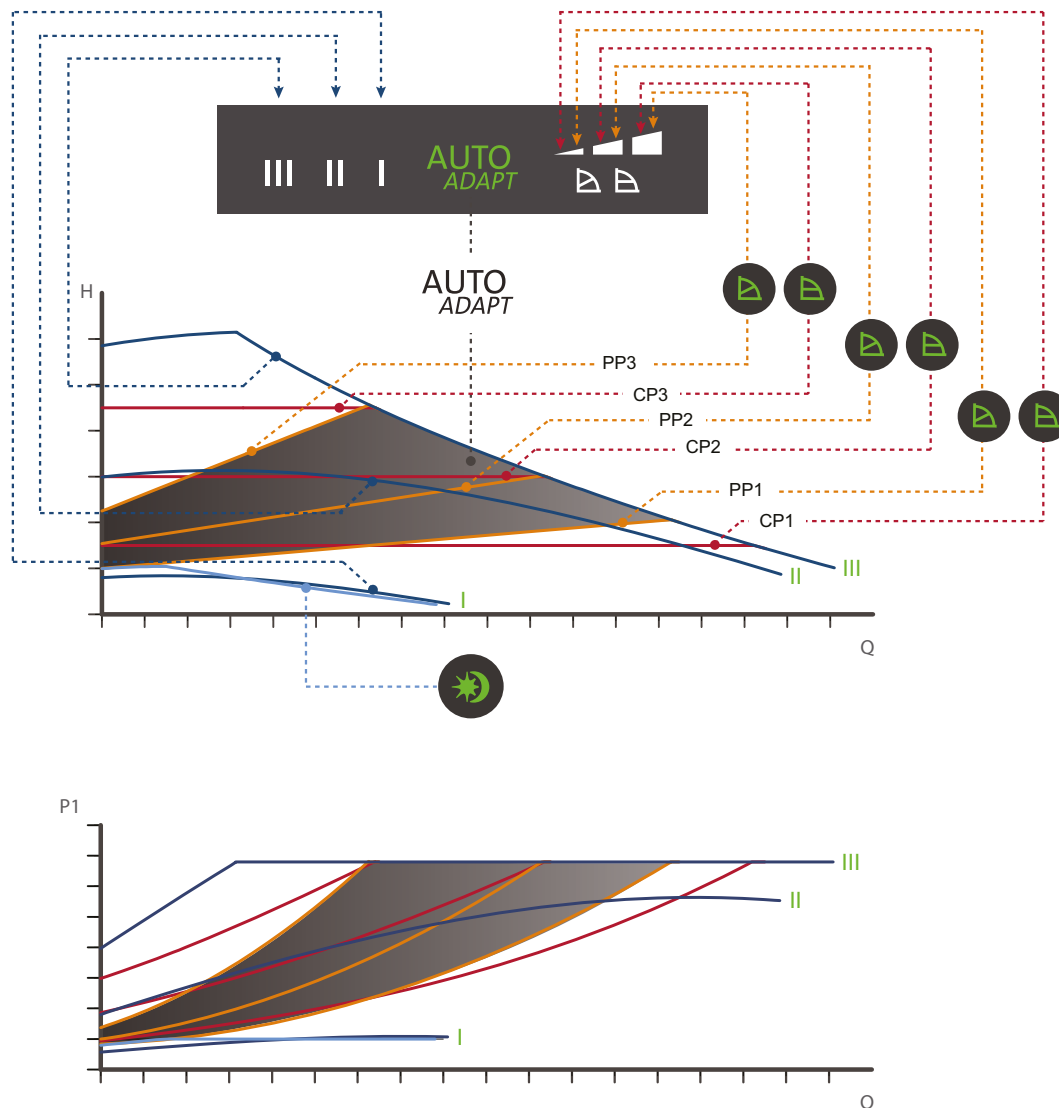 III II I AUTO
ADAPT
AUTO
ADAPT
H
PP3
CP3
PP2
CP2
PP1
CP1
III
II
I
Q
P1
III
II
I
Q